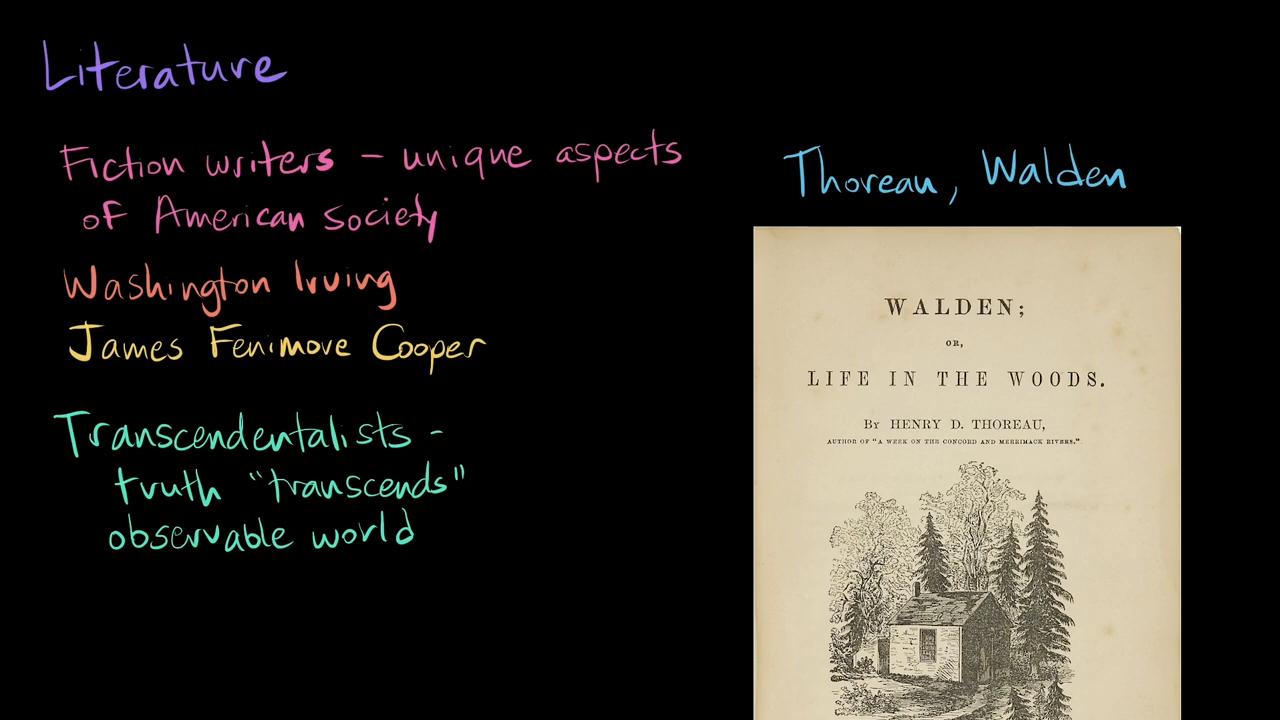 Literature
Fiction writers - unique aspects
of American society
Washington Irving
James Fenimore Cooper
Transcendentalists -
truth "transcends"
observable world
Thoreau, Walden
WALDEN;
OR,
LIFE IN THE WOODS.
By HENRY D. THOREAU,
AUTHOR OF "A WEEK ON THE CONCORD AND MERRIMACK RIVERS."